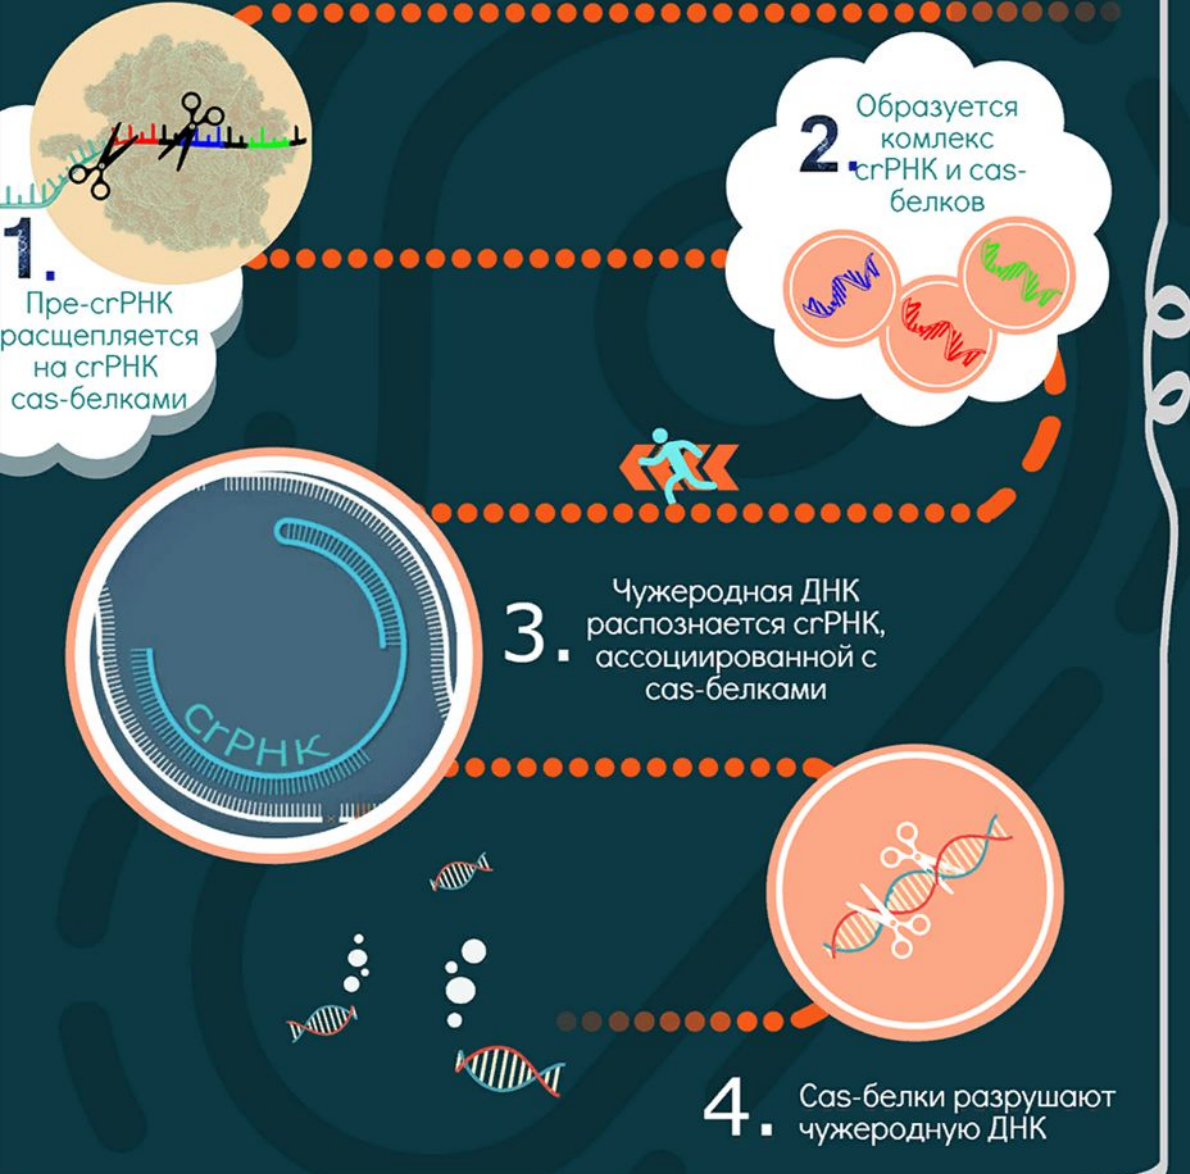 1.
Пре-crРНК
расщепляется
на crРНК
cas-белками
2.
Образуется
комлекс
crРНК и cas-
белков
3.
Чужеродная ДНК
распознается crРНК,
ассоциированной с
cas-белками
crРНК
4.
Cas-белки разрушают
чужеродную ДНК